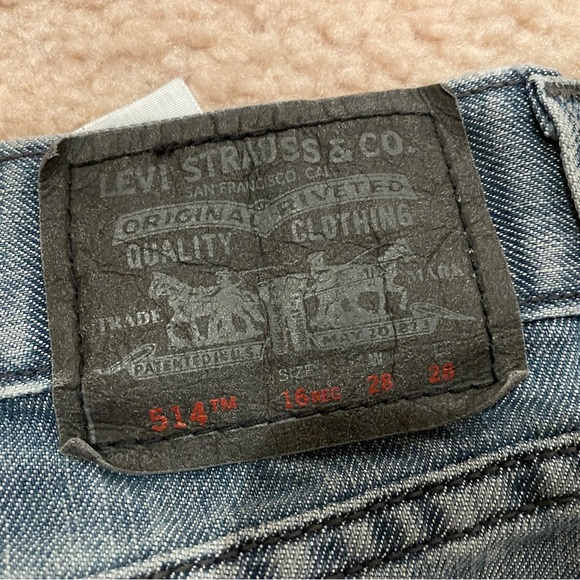 LEVI STRAUSS & CO.
SAN FRANCISCO, CAL.
ORIGINAL RIVETED
QUALITY CLOTHING
TRADE MARK
PATENTED IN U.S. MAY 20 1873
SIZE W L
514™ 16 REG 28 28